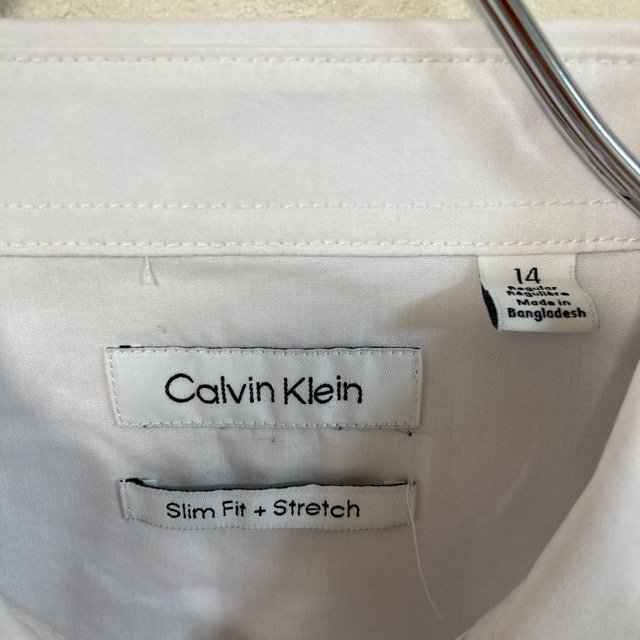 14
Regular
Régulière
Made in
Bangladesh
Calvin Klein
Slim Fit + Stretch